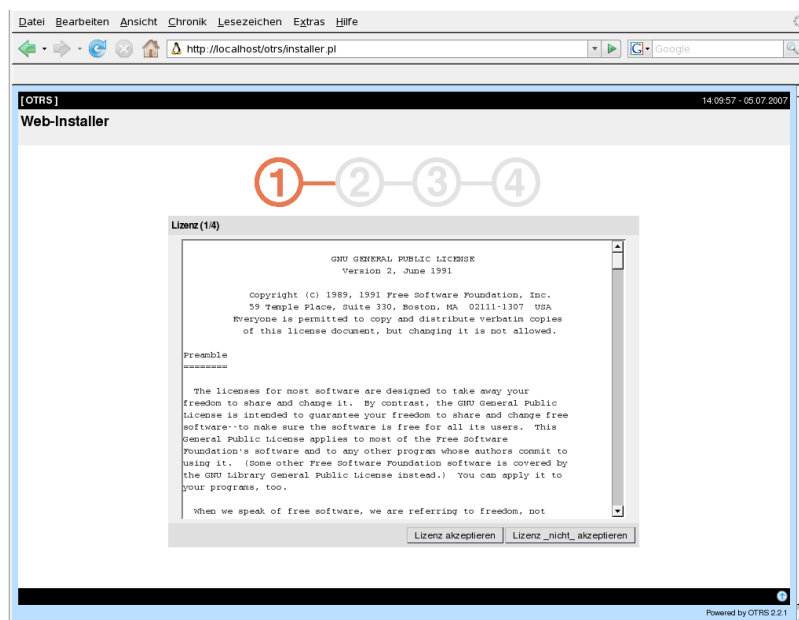 Datei Bearbeiten Ansicht Chronik Lesezeichen Extras Hilfe
http://localhost/otrs/installer.pl
G Google
[ OTRS ]
14:09:57 - 05.07.2007
Web-Installer
1 2 3 4
Lizenz (1/4)
GNU GENERAL PUBLIC LICENSE
Version 2, June 1991
Copyright (C) 1989, 1991 Free Software Foundation, Inc.
59 Temple Place, Suite 330, Boston, MA 02111-1307 USA
Everyone is permitted to copy and distribute verbatim copies
of this license document, but changing it is not allowed.
Preamble
========
The licenses for most software are designed to take away your
freedom to share and change it. By contrast, the GNU General Public
License is intended to guarantee your freedom to share and change free
software--to make sure the software is free for all its users. This
General Public License applies to most of the Free Software
Foundation's software and to any other program whose authors commit to
using it. (Some other Free Software Foundation software is covered by
the GNU Library General Public License instead.) You can apply it to
your programs, too.
When we speak of free software, we are referring to freedom, not
Lizenz akzeptieren Lizenz _nicht_ akzeptieren
Powered by OTRS 2.2.1